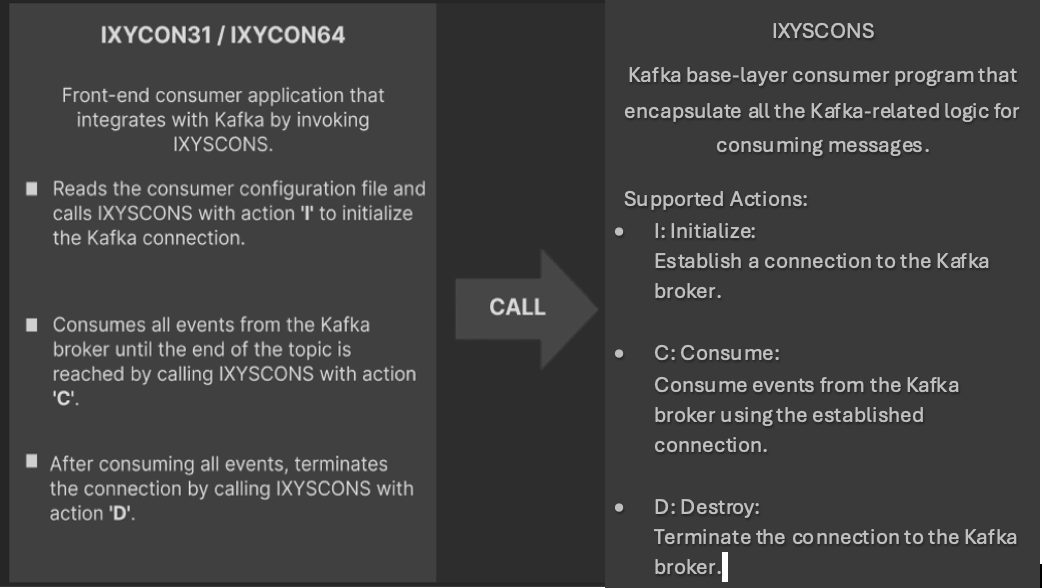 IXYCON31 / IXYCON64
Front-end consumer application that
integrates with Kafka by invoking
IXYSCONS.
Reads the consumer configuration file and
calls IXYSCONS with action 'I' to initialize
the Kafka connection.
Consumes all events from the Kafka
broker until the end of the topic is
reached by calling IXYSCONS with action
'C'.
After consuming all events, terminates
the connection by calling IXYSCONS with
action 'D'.
CALL
IXYSCONS
Kafka base-layer consumer program that
encapsulate all the Kafka-related logic for
consuming messages.
Supported Actions:
I: Initialize:
Establish a connection to the Kafka
broker.
C: Consume:
Consume events from the Kafka
broker using the established
connection.
D: Destroy:
Terminate the connection to the Kafka
broker.